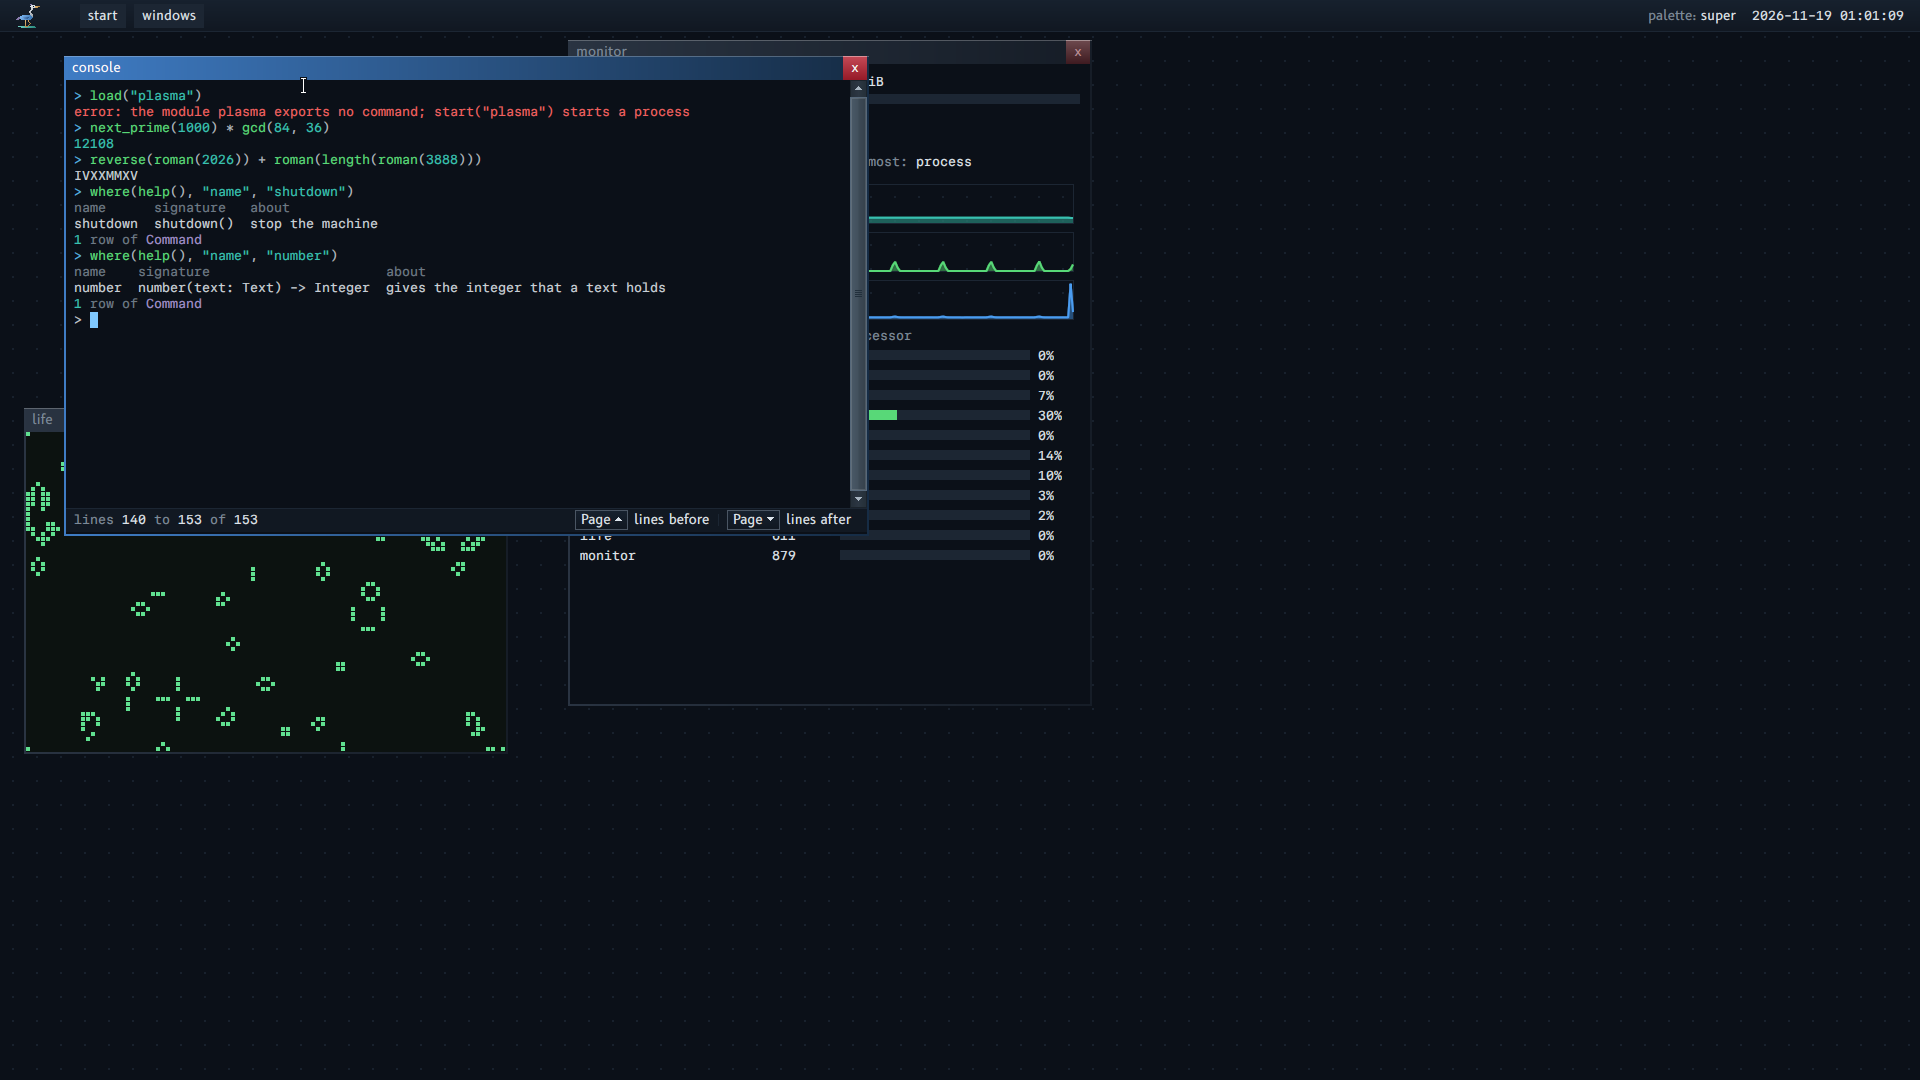 start windows palette: super 2026-11-19 01:01:09
monitor x
console x
iB
> load("plasma")
error: the module plasma exports no command; start("plasma") starts a process
> next_prime(1000) * gcd(84, 36)
12108
> reverse(roman(2026)) + roman(length(roman(3888)))
IVXXMMXV
> where(help(), "name", "shutdown")
name signature about
shutdown shutdown() stop the machine
1 row of Command
> where(help(), "name", "number")
name signature about
number number(text: Text) -> Integer gives the integer that a text holds
1 row of Command
>
lines 140 to 153 of 153 Page lines before Page lines after
most: process
cessor
0%
0%
7%
30%
0%
14%
10%
3%
2%
life 811 0%
monitor 879 0%
life